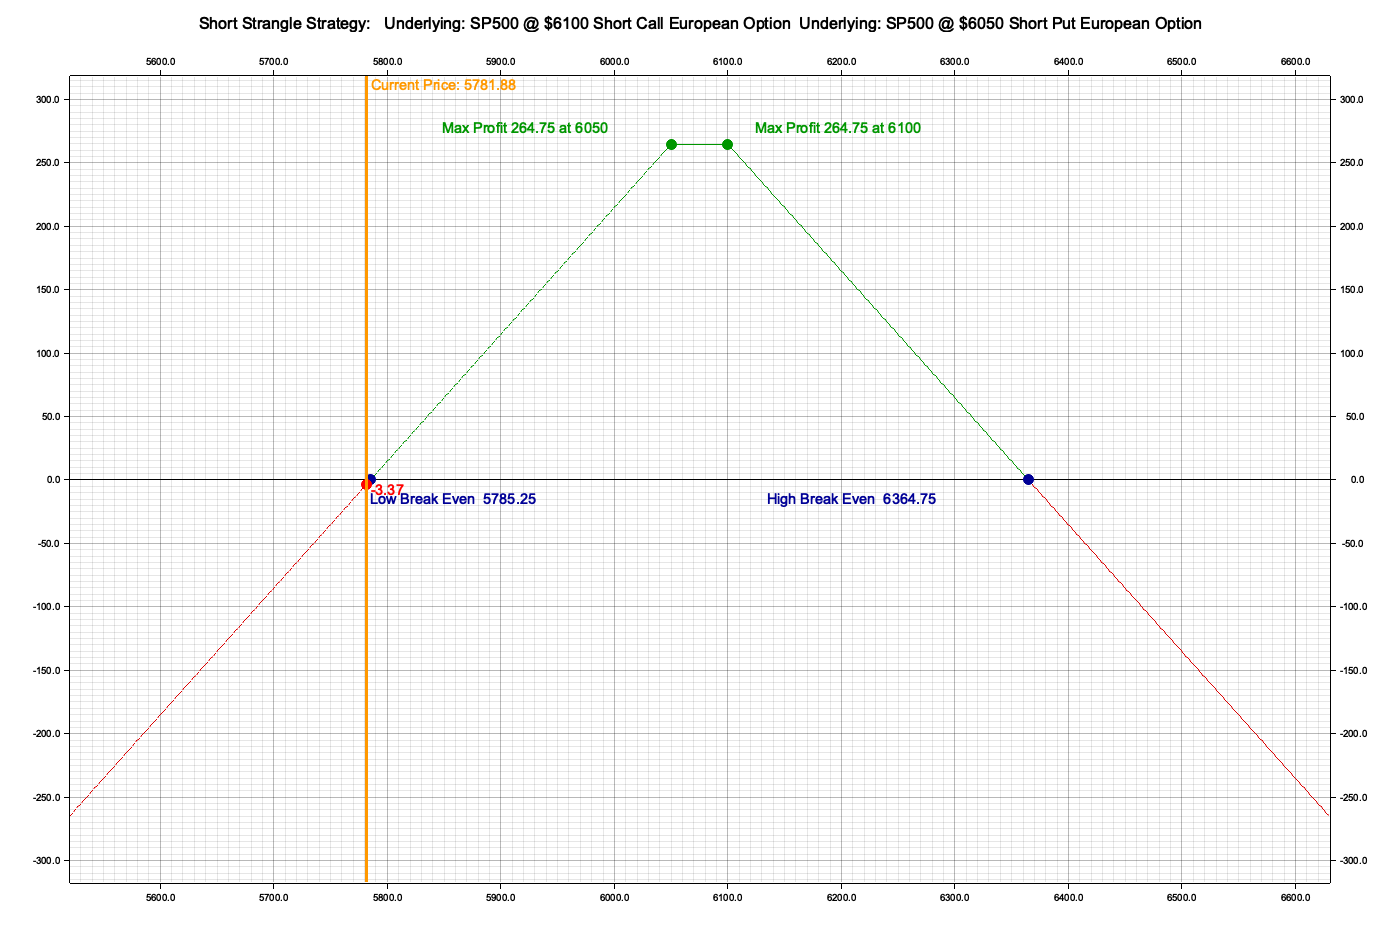 Short Strangle Strategy:   Underlying: SP500 @ $6100 Short Call European Option  Underlying: SP500 @ $6050 Short Put European Option
5600.0 5700.0 5800.0 5900.0 6000.0 6100.0 6200.0 6300.0 6400.0 6500.0 6600.0
Current Price: 5781.88
300.0 300.0
Max Profit 264.75 at 6050 Max Profit 264.75 at 6100
250.0 250.0
200.0 200.0
150.0 150.0
100.0 100.0
50.0 50.0
0.0 0.0
-3.37
Low Break Even  5785.25 High Break Even  6364.75
-50.0 -50.0
-100.0 -100.0
-150.0 -150.0
-200.0 -200.0
-250.0 -250.0
-300.0 -300.0
5600.0 5700.0 5800.0 5900.0 6000.0 6100.0 6200.0 6300.0 6400.0 6500.0 6600.0